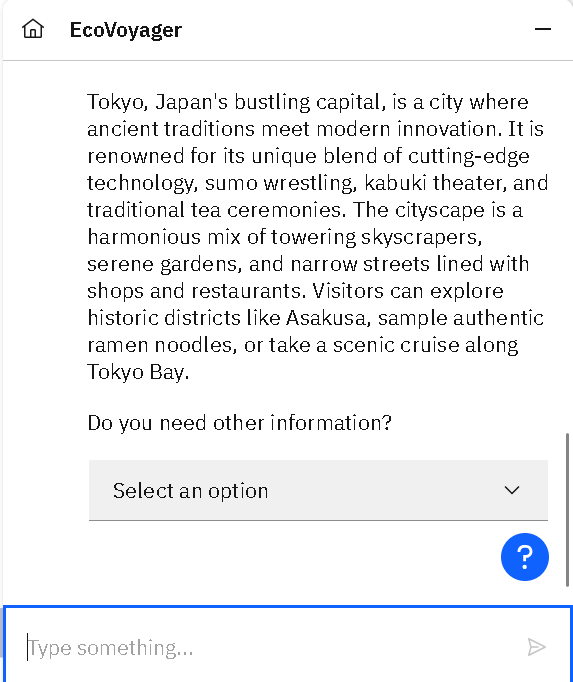 EcoVoyager
Tokyo, Japan's bustling capital, is a city where
ancient traditions meet modern innovation. It is
renowned for its unique blend of cutting-edge
technology, sumo wrestling, kabuki theater, and
traditional tea ceremonies. The cityscape is a
harmonious mix of towering skyscrapers,
serene gardens, and narrow streets lined with
shops and restaurants. Visitors can explore
historic districts like Asakusa, sample authentic
ramen noodles, or take a scenic cruise along
Tokyo Bay.
Do you need other information?
Select an option
?
Type something...